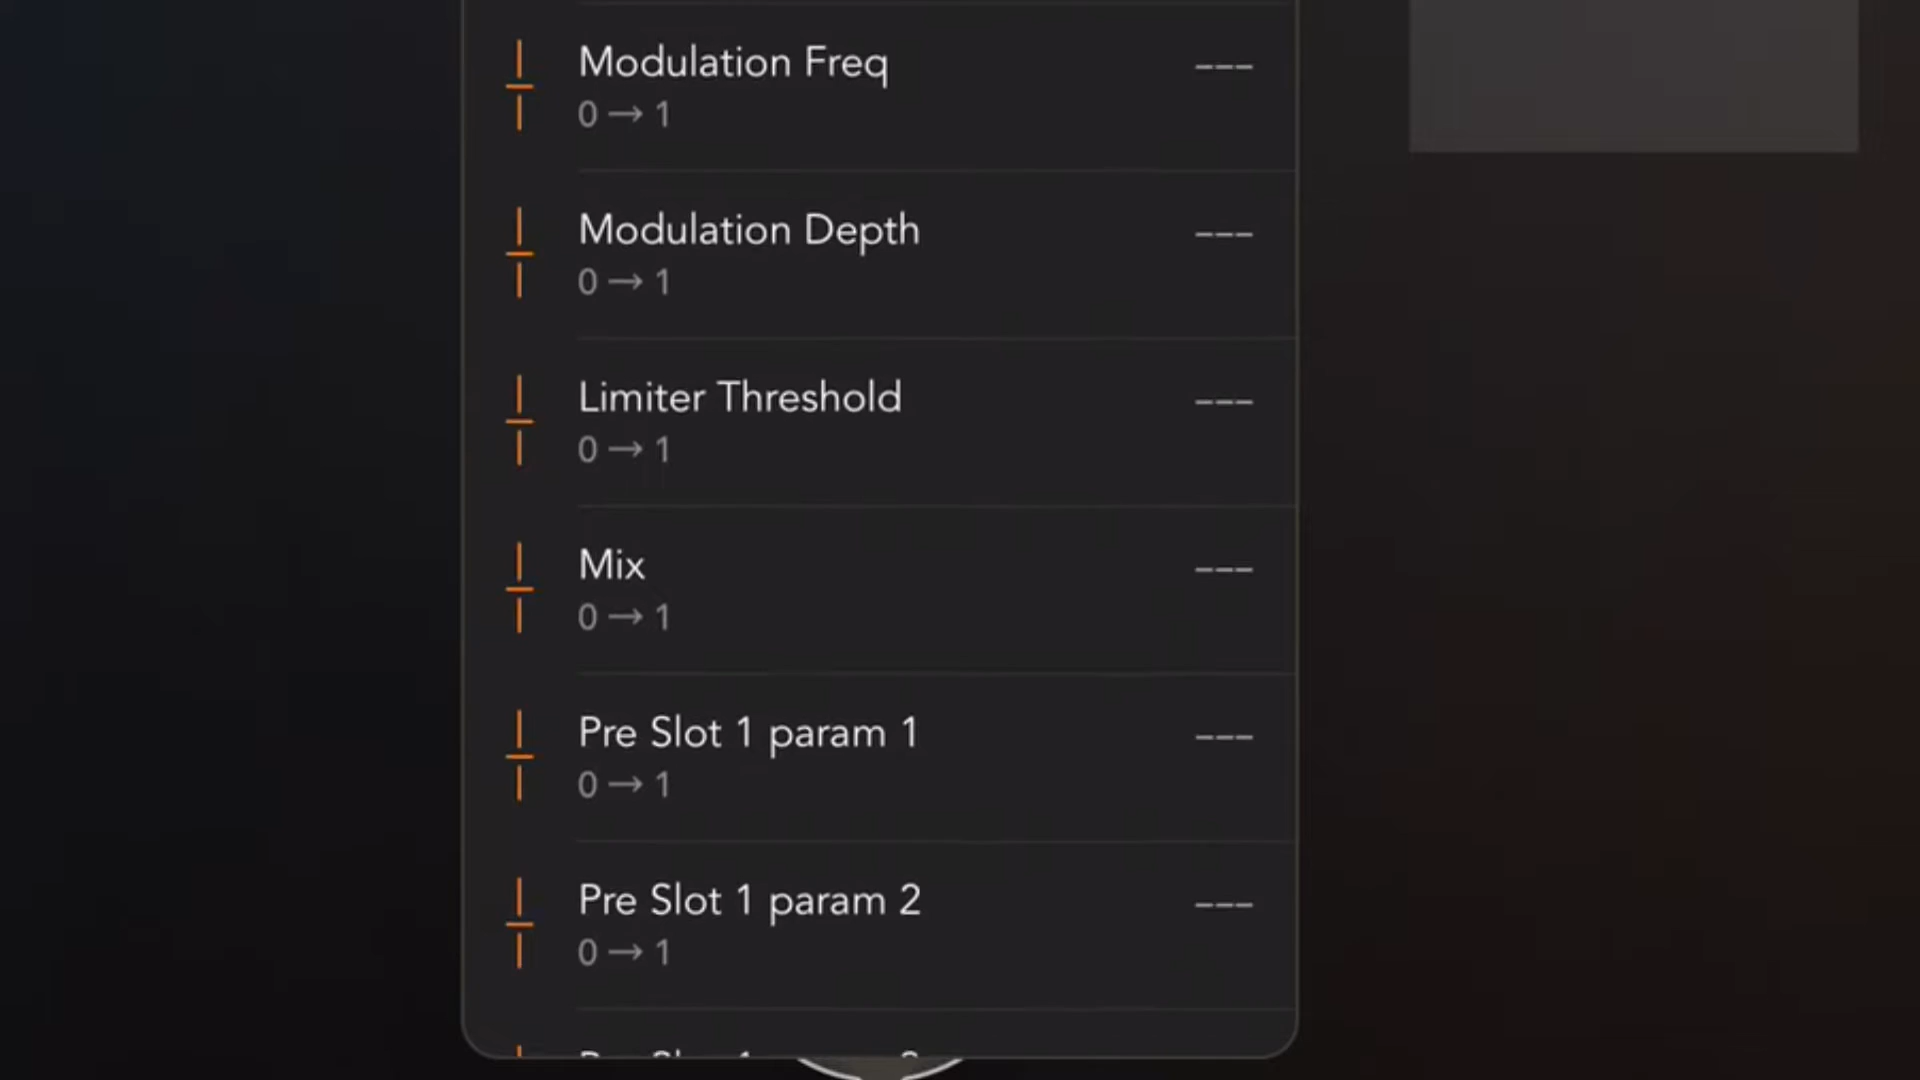 Modulation Freq ---
0 → 1
Modulation Depth ---
0 → 1
Limiter Threshold ---
0 → 1
Mix ---
0 → 1
Pre Slot 1 param 1 ---
0 → 1
Pre Slot 1 param 2 ---
0 → 1